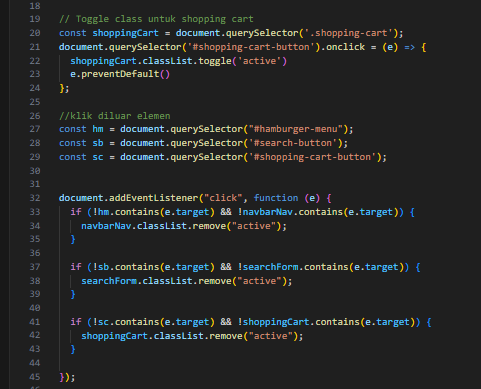 18
19 // Toggle class untuk shopping cart
20 const shoppingCart = document.querySelector('.shopping-cart');
21 document.querySelector('#shopping-cart-button').onclick = (e) => {
22   shoppingCart.classList.toggle('active')
23   e.preventDefault()
24 };
25
26 //klik diluar elemen
27 const hm = document.querySelector("#hamburger-menu");
28 const sb = document.querySelector('#search-button');
29 const sc = document.querySelector('#shopping-cart-button');
30
31
32 document.addEventListener("click", function (e) {
33   if (!hm.contains(e.target) && !navbarNav.contains(e.target)) {
34     navbarNav.classList.remove("active");
35   }
36
37   if (!sb.contains(e.target) && !searchForm.contains(e.target)) {
38     searchForm.classList.remove("active");
39   }
40
41   if (!sc.contains(e.target) && !shoppingCart.contains(e.target)) {
42     shoppingCart.classList.remove("active");
43   }
44
45 });